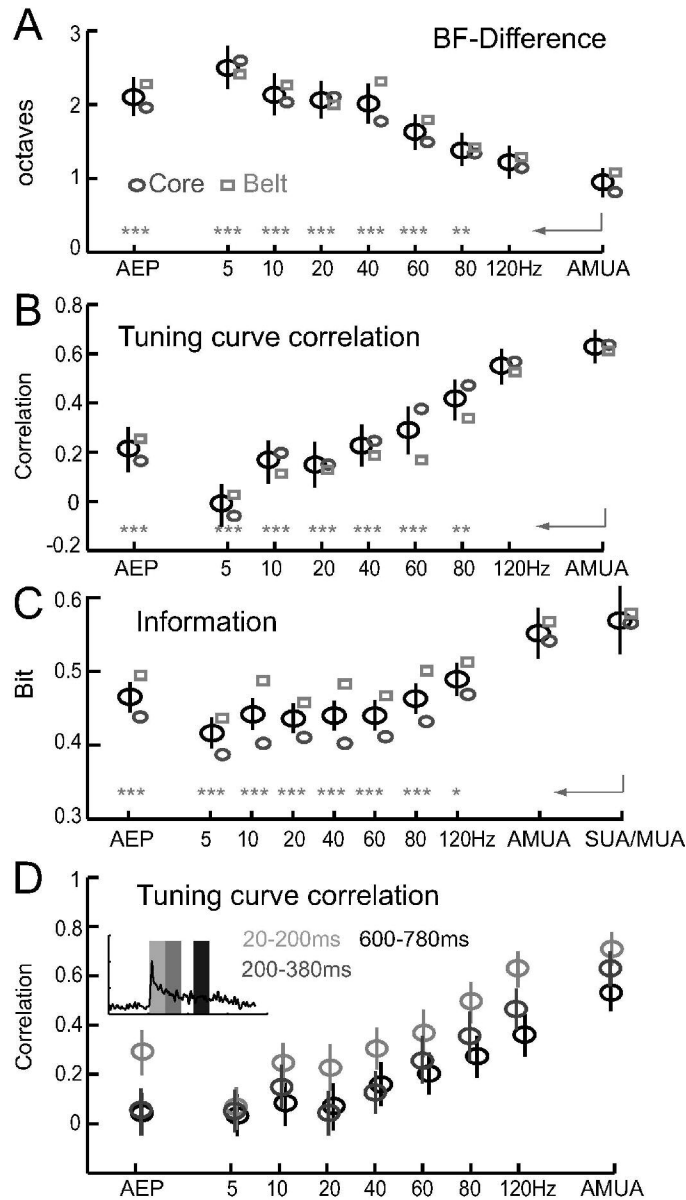 A
BF-Difference
3
2
1
0
octaves
Core Belt
*** *** *** *** *** *** **
AEP 5 10 20 40 60 80 120Hz AMUA
B
Tuning curve correlation
0.8
0.6
0.4
0.2
0
-0.2
Correlation
*** *** *** *** *** *** **
AEP 5 10 20 40 60 80 120Hz AMUA
C
Information
0.6
0.5
0.4
0.3
Bit
*** *** *** *** *** *** *** *
AEP 5 10 20 40 60 80 120Hz AMUA SUA/MUA
D
Tuning curve correlation
20-200ms 600-780ms
200-380ms
1
0.8
0.6
0.4
0.2
0
Correlation
AEP 5 10 20 40 60 80 120Hz AMUA